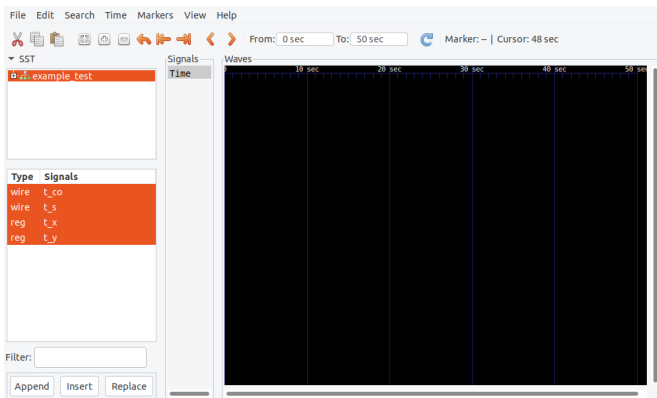 File Edit Search Time Markers View Help
From: 0 sec To: 50 sec Marker: – | Cursor: 48 sec
SST
example_test
Type Signals
wire t_co
wire t_s
reg t_x
reg t_y
Filter:
Append Insert Replace
Signals
Time
Waves
0 10 sec 20 sec 30 sec 40 sec 50 sec